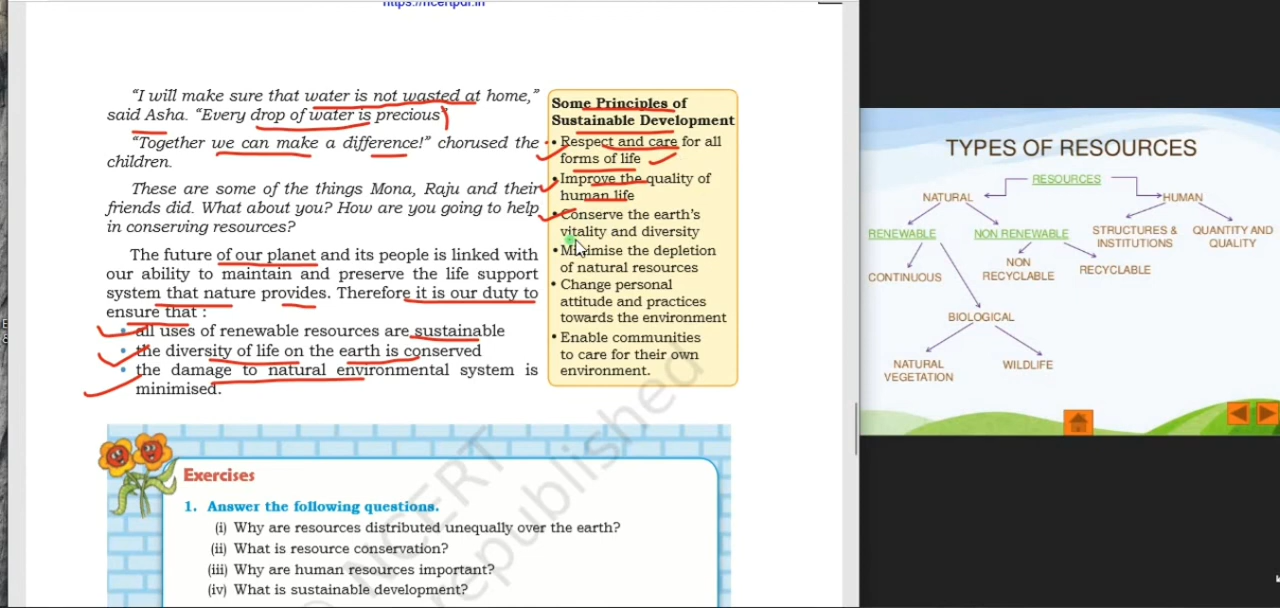 https://ncertpdf.in
“I will make sure that water is not wasted at home,”
said Asha. “Every drop of water is precious”
“Together we can make a difference!” chorused the
children.
These are some of the things Mona, Raju and their
friends did. What about you? How are you going to help
in conserving resources?
The future of our planet and its people is linked with
our ability to maintain and preserve the life support
system that nature provides. Therefore it is our duty to
ensure that :
• all uses of renewable resources are sustainable
• the diversity of life on the earth is conserved
• the damage to natural environmental system is
minimised.
Some Principles of
Sustainable Development
• Respect and care for all
forms of life
• Improve the quality of
human life
• Conserve the earth’s
vitality and diversity
• Minimise the depletion
of natural resources
• Change personal
attitude and practices
towards the environment
• Enable communities
to care for their own
environment.
Exercises
1. Answer the following questions.
(i) Why are resources distributed unequally over the earth?
(ii) What is resource conservation?
(iii) Why are human resources important?
(iv) What is sustainable development?
© NCERT
republished
TYPES OF RESOURCES
RESOURCES
NATURAL
HUMAN
RENEWABLE
NON RENEWABLE
STRUCTURES &
INSTITUTIONS
QUANTITY AND
QUALITY
CONTINUOUS
NON
RECYCLABLE
RECYCLABLE
BIOLOGICAL
NATURAL
VEGETATION
WILDLIFE